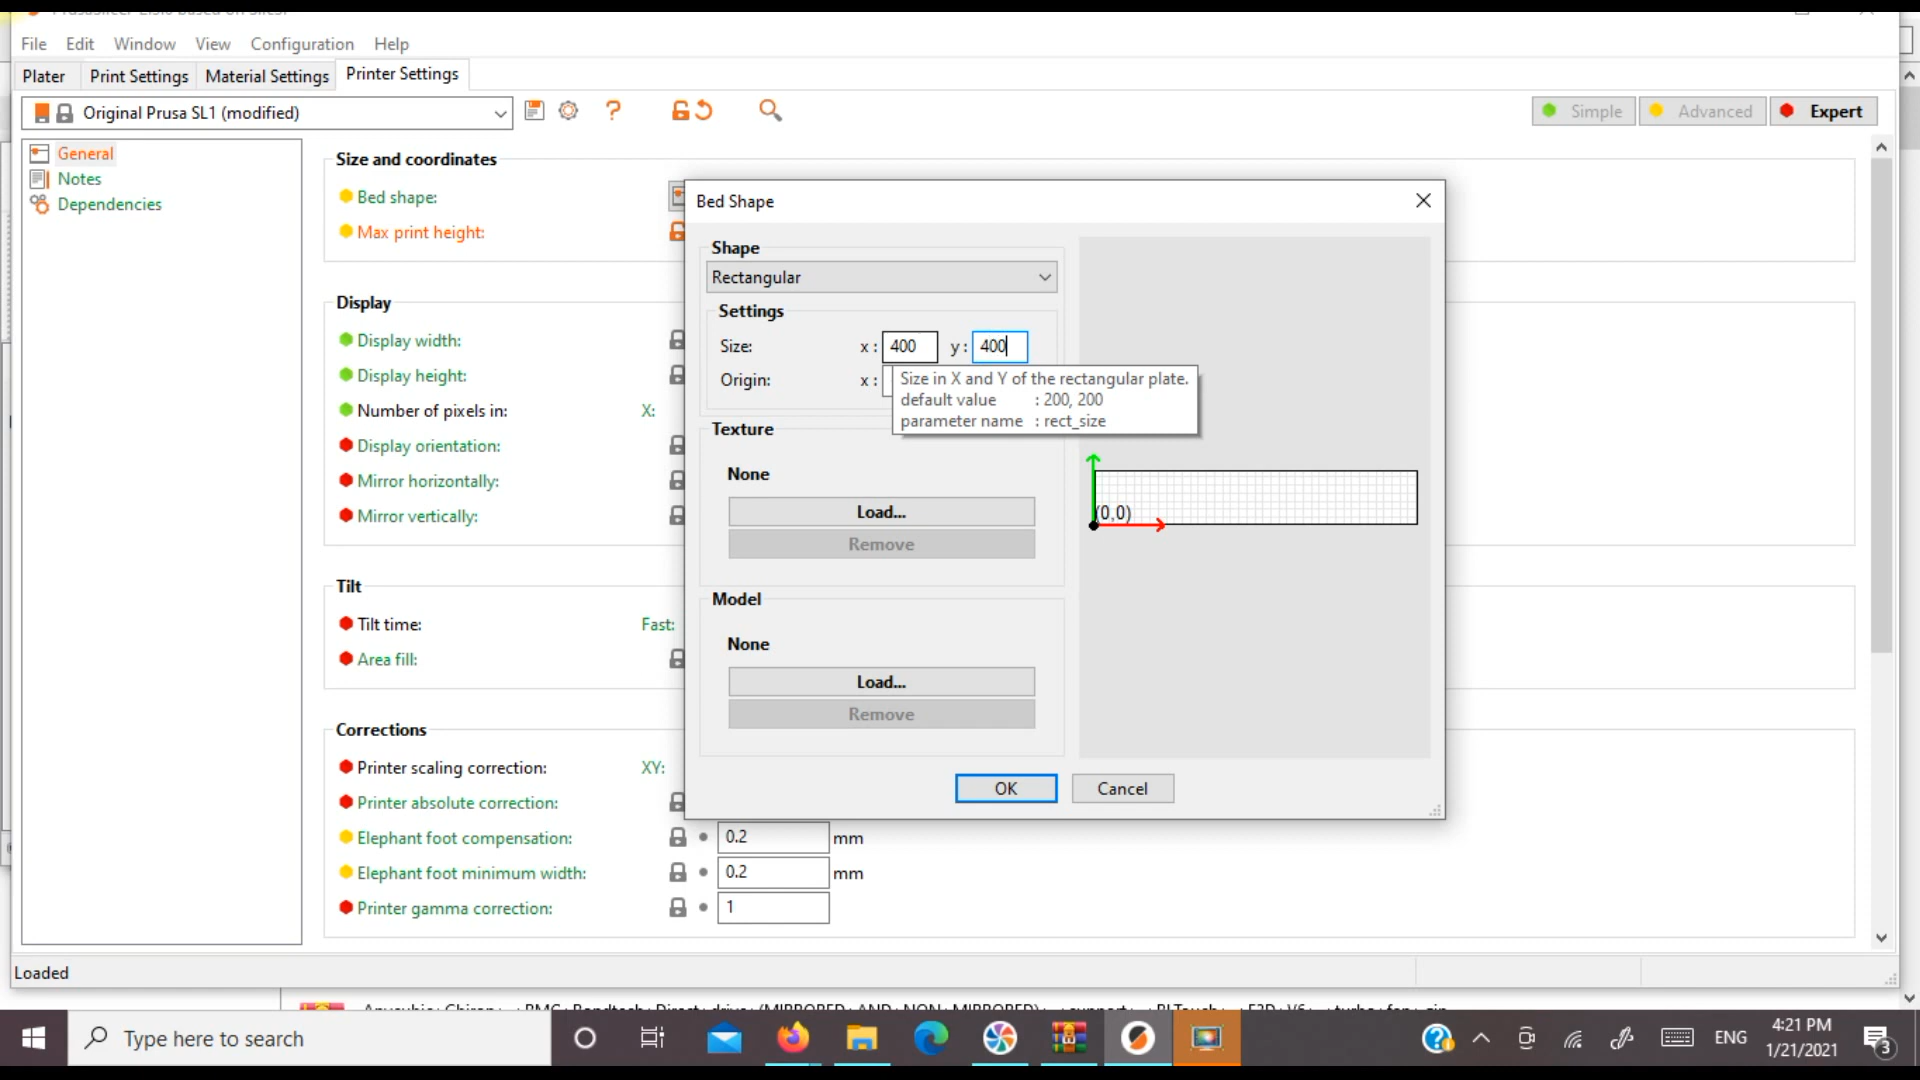 File Edit Window View Configuration Help
Plater Print Settings Material Settings Printer Settings
Original Prusa SL1 (modified) Simple Advanced Expert
General
Notes
Dependencies
Size and coordinates
Bed shape:
Max print height:
Display
Display width:
Display height:
Number of pixels in: X:
Display orientation:
Mirror horizontally:
Mirror vertically:
Tilt
Tilt time: Fast:
Area fill:
Corrections
Printer scaling correction: XY:
Printer absolute correction:
Elephant foot compensation: 0.2 mm
Elephant foot minimum width: 0.2 mm
Printer gamma correction: 1
Bed Shape
Shape
Rectangular
Settings
Size: x: 400 y: 400
Origin: x:
Size in X and Y of the rectangular plate.
default value : 200, 200
parameter name : rect_size
Texture
None
Load...
Remove
Model
None
Load...
Remove
(0,0)
OK Cancel
Loaded
Type here to search
ENG
4:21 PM
1/21/2021
3